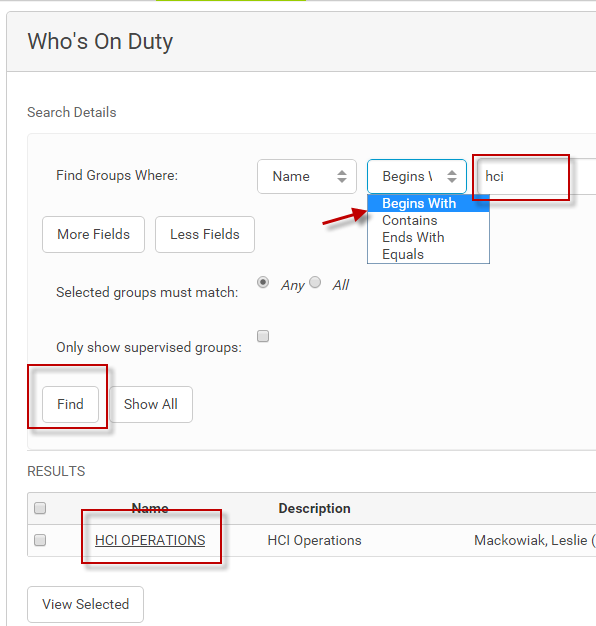 Who's On Duty
Search Details
Find Groups Where: Name Begins W hci
Begins With
Contains
Ends With
Equals
More Fields Less Fields
Selected groups must match: Any All
Only show supervised groups:
Find Show All
RESULTS
Name Description
HCI OPERATIONS HCI Operations Mackowiak, Leslie (
View Selected